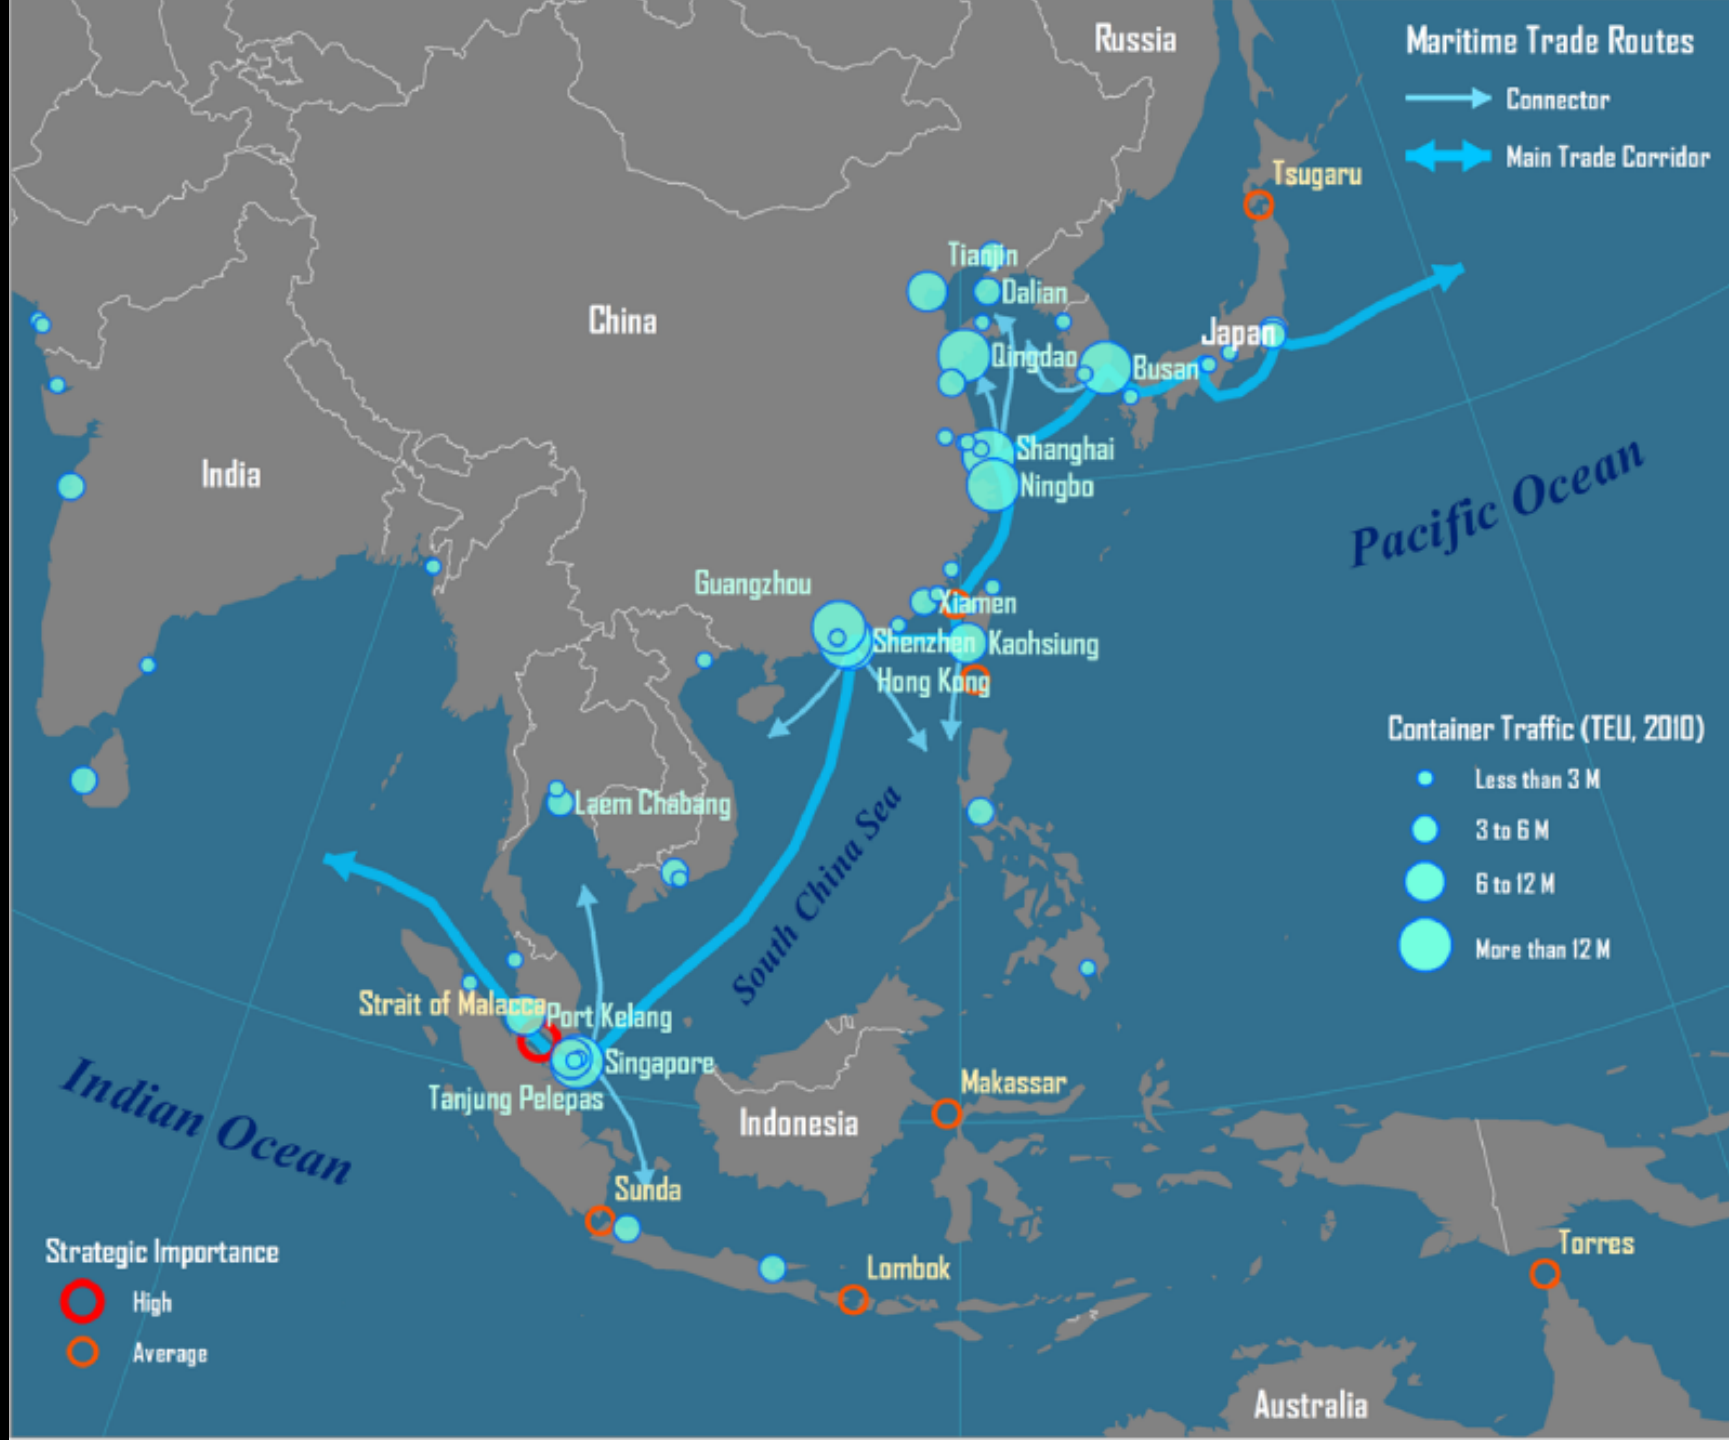 Russia
Maritime Trade Routes
Connector
Main Trade Corridor
Tsugaru
Tianjin
Dalian
China
Japan
Qingdao
Busan
Shanghai
India
Ningbo
Pacific Ocean
Guangzhou
Xiamen
Shenzhen
Kaohsiung
Hong Kong
Container Traffic (TEU, 2010)
Less than 3 M
3 to 6 M
6 to 12 M
More than 12 M
Laem Chabang
South China Sea
Strait of Malacca
Port Kelang
Singapore
Tanjung Pelepas
Makassar
Indonesia
Indian Ocean
Sunda
Strategic Importance
High
Average
Lombok
Torres
Australia